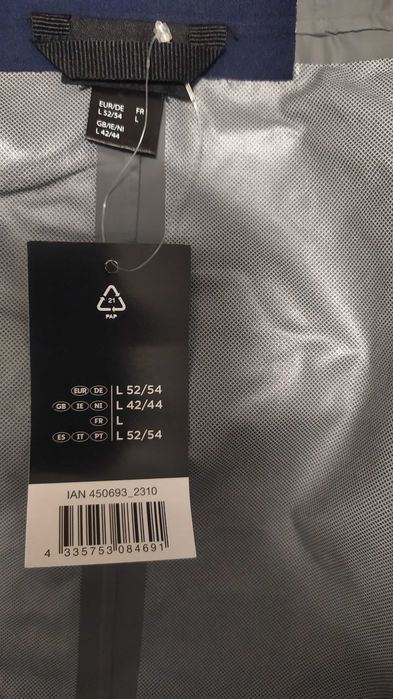 EUR/DE FR
L 52/54 L
GB/IE/NI
L 42/44
21
PAP
EUR DE L 52/54
GB IE NI L 42/44
FR L
ES IT PT L 52/54
IAN 450693_2310
4 335753 084691